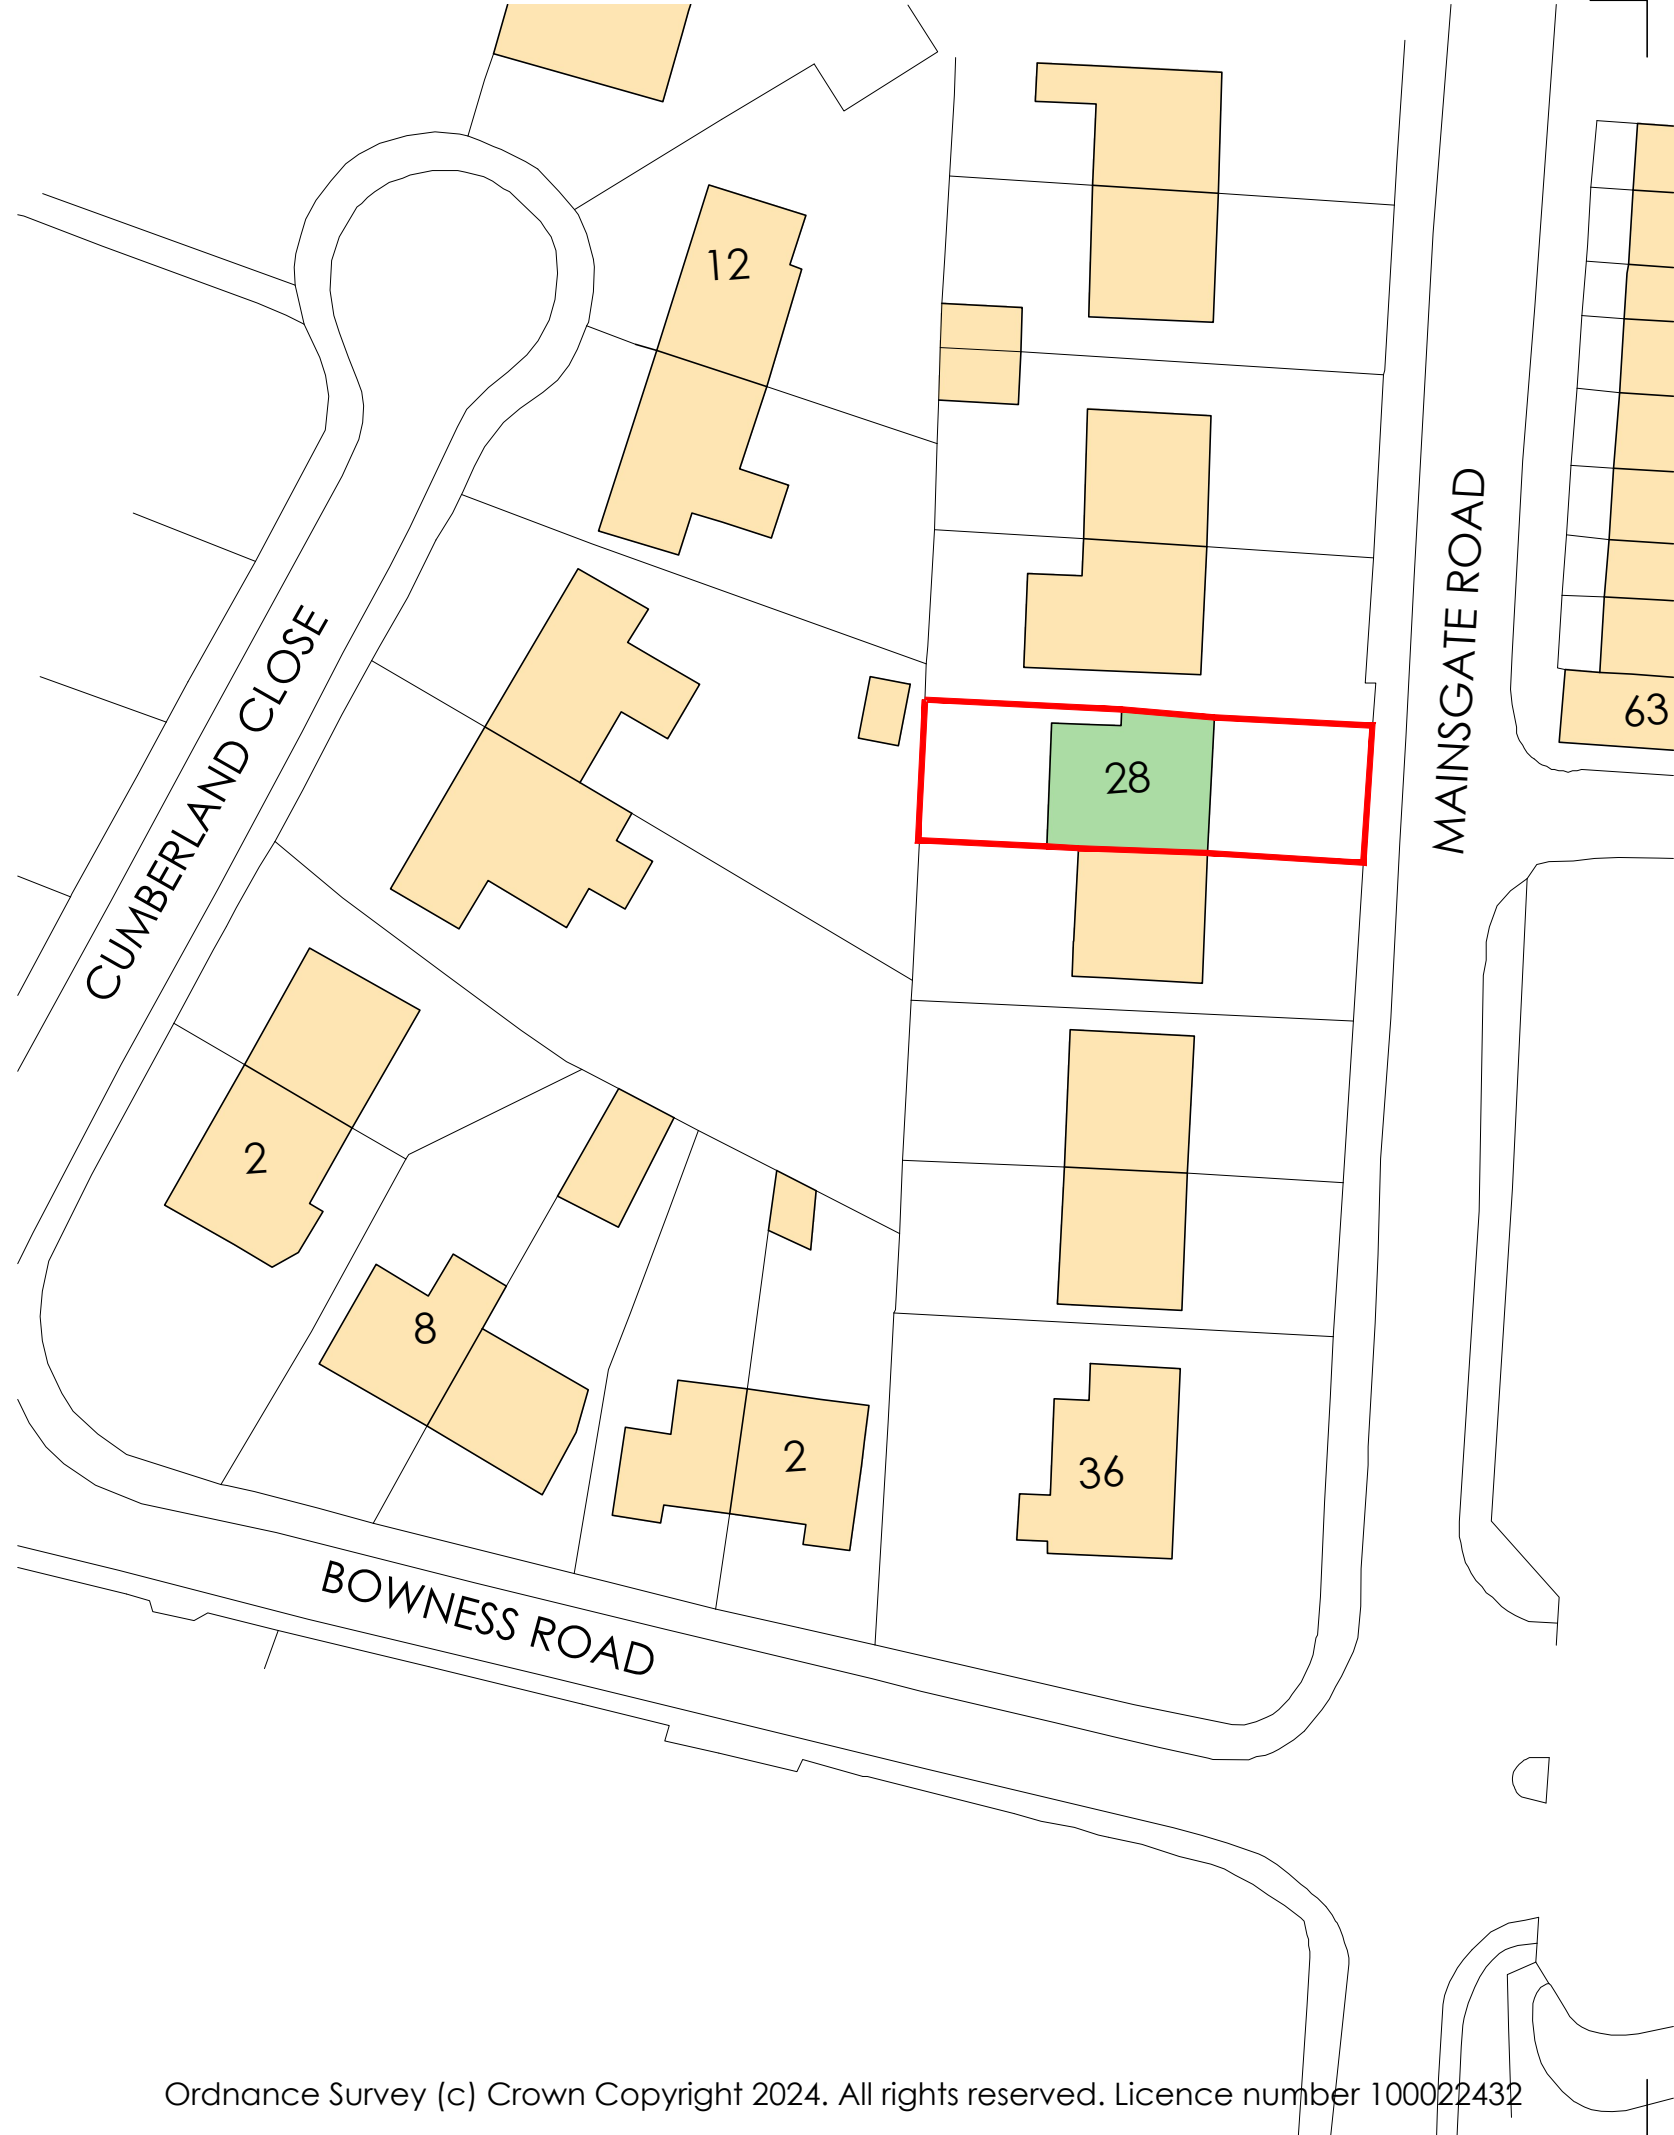 12
CUMBERLAND CLOSE
MAINSGATE ROAD
63
28
2
8
2
36
BOWNESS ROAD
Ordnance Survey (c) Crown Copyright 2024. All rights reserved. Licence number 100022432